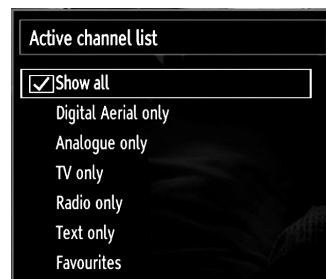 Active channel list
Show all
Digital Aerial only
Analogue only
TV only
Radio only
Text only
Favourites